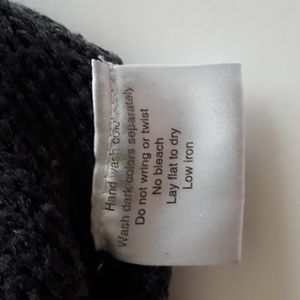 Hand wash cold
Wash dark colors separately
Do not wring or twist
No bleach
Lay flat to dry
Low iron